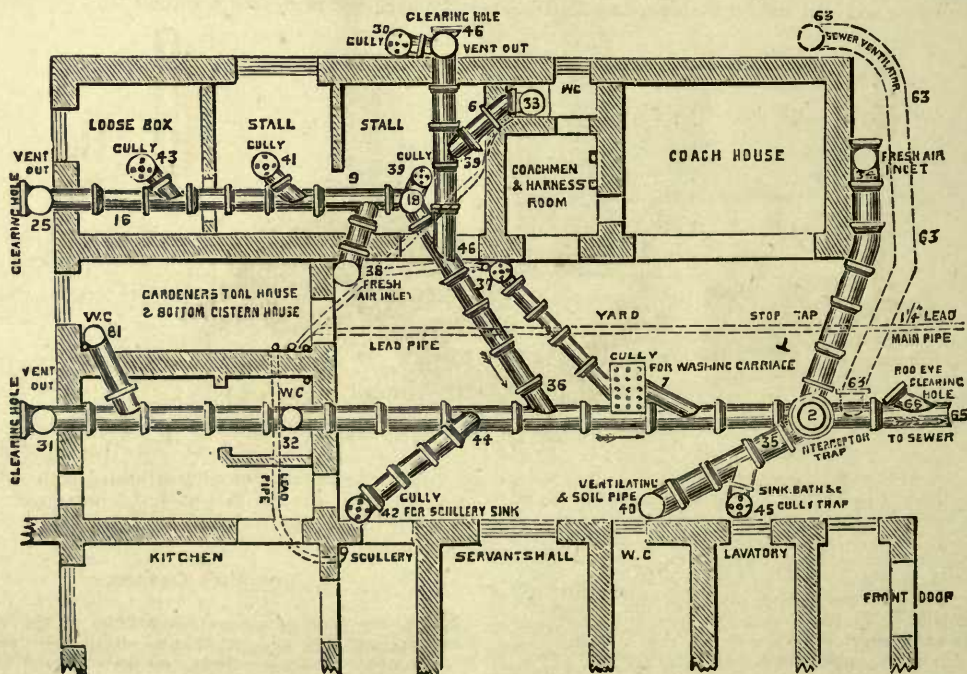 CLEARING HOLE
30
GULLY
46
VENT OUT
63
SEWER VENTILATOR
63
63
LOOSE BOX
STALL
STALL
6
33
WC
COACH HOUSE
GULLY
43
GULLY
41
GULLY
39
39
COACHMEN
& HARNESS
ROOM
FRESH AIR
INLET
34
VENT
OUT
CLEARING HOLE
25
16
9
18
46
38
FRESH
AIR INLET
37
GARDENERS TOOL HOUSE
& BOTTOM CISTERN HOUSE
YARD
STOP TAP
1¼ LEAD
MAIN PIPE
LEAD PIPE
W.C
61
GULLY
FOR WASHING CARRIAGE
7
ROD EYE
CLEARING
HOLE
VENT
OUT
CLEARING HOLE
31
WC
32
36
44
63
2
66
65
TO SEWER
35
INTERCEPTOR
TRAP
LEAD
PIPE
GULLY
42 FOR SCULLERY SINK
VENTILATING
& SOIL PIPE
40
SINK, BATH &c
45 GULLY TRAP
KITCHEN
SCULLERY
SERVANTS HALL
W.C
LAVATORY
FRONT DOOR